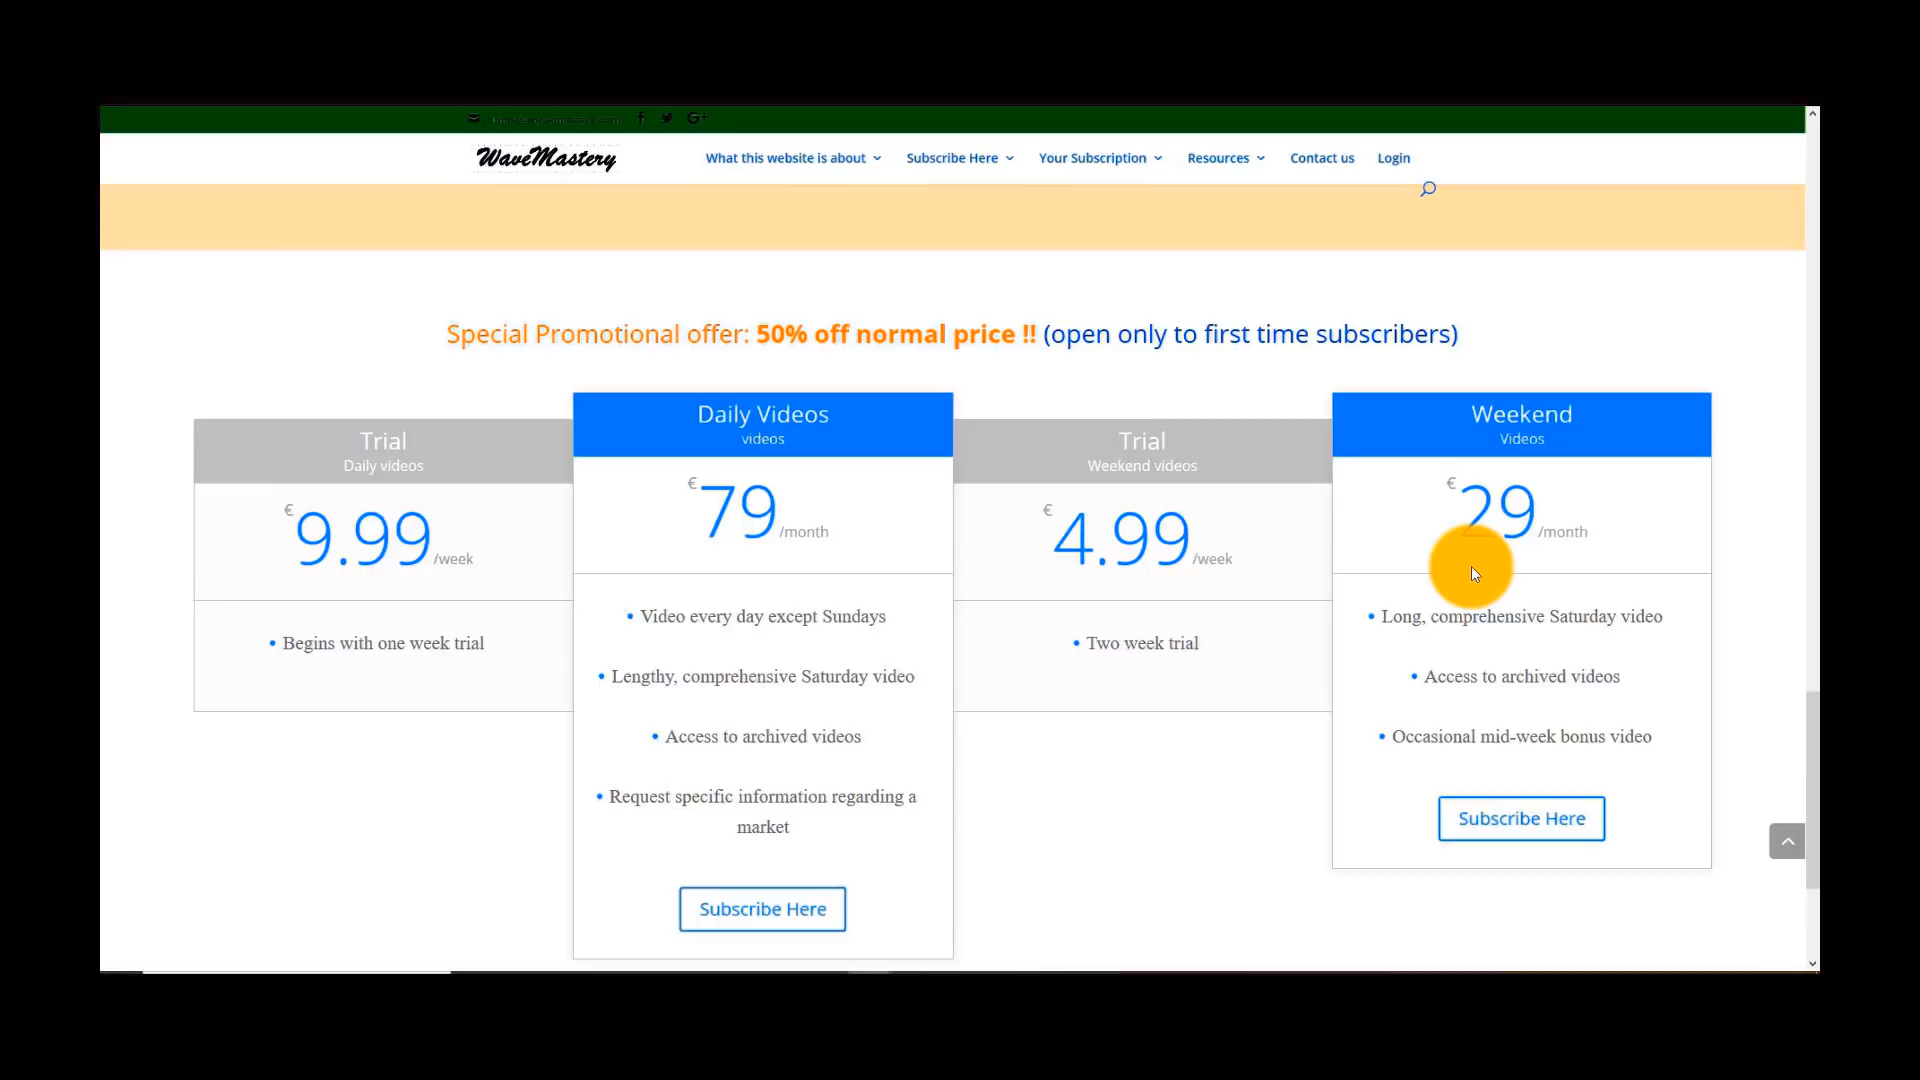 WaveMastery
What this website is about Subscribe Here Your Subscription Resources Contact us Login
Special Promotional offer: 50% off normal price !! (open only to first time subscribers)
Trial
Daily videos
€ 9.99 /week
• Begins with one week trial
Daily Videos
videos
€ 79 /month
• Video every day except Sundays
• Lengthy, comprehensive Saturday video
• Access to archived videos
• Request specific information regarding a
market
Subscribe Here
Trial
Weekend videos
€ 4.99 /week
• Two week trial
Weekend
Videos
€ 29 /month
• Long, comprehensive Saturday video
• Access to archived videos
• Occasional mid-week bonus video
Subscribe Here